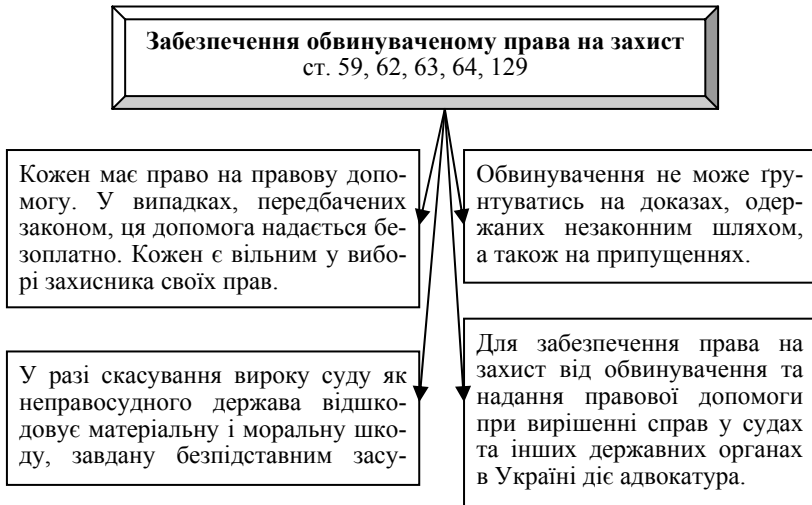 Забезпечення обвинуваченому права на захист
ст. 59, 62, 63, 64, 129
Кожен має право на правову допо-
могу. У випадках, передбачених
законом, ця допомога надається бе-
зоплатно. Кожен є вільним у вибо-
рі захисника своїх прав.
Обвинувачення не може ґру-
нтуватись на доказах, одер-
жаних незаконним шляхом,
а також на припущеннях.
У разі скасування вироку суду як
неправосудного держава відшко-
довує матеріальну і моральну шко-
ду, завдану безпідставним засу-
Для забезпечення права на
захист від обвинувачення та
надання правової допомоги
при вирішенні справ у судах
та інших державних органах
в Україні діє адвокатура.